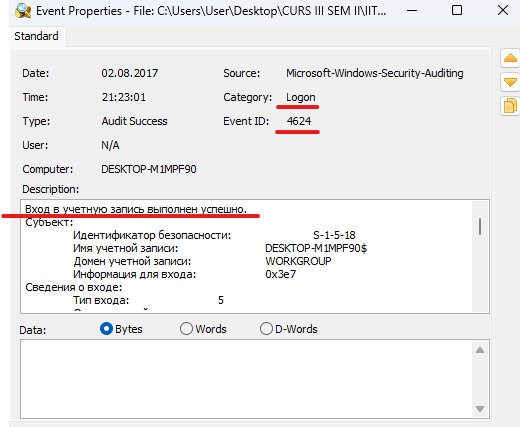 Event Properties - File: C:\Users\User\Desktop\CURS III SEM II\IIT...
Standard
Date: 02.08.2017 Source: Microsoft-Windows-Security-Auditing
Time: 21:23:01 Category: Logon
Type: Audit Success Event ID: 4624
User: N/A
Computer: DESKTOP-M1MPF90
Description:
Вход в учетную запись выполнен успешно.
Субъект:
Идентификатор безопасности: S-1-5-18
Имя учетной записи: DESKTOP-M1MPF90$
Домен учетной записи: WORKGROUP
Информация для входа: 0x3e7
Сведения о входе:
Тип входа: 5
Data: Bytes Words D-Words